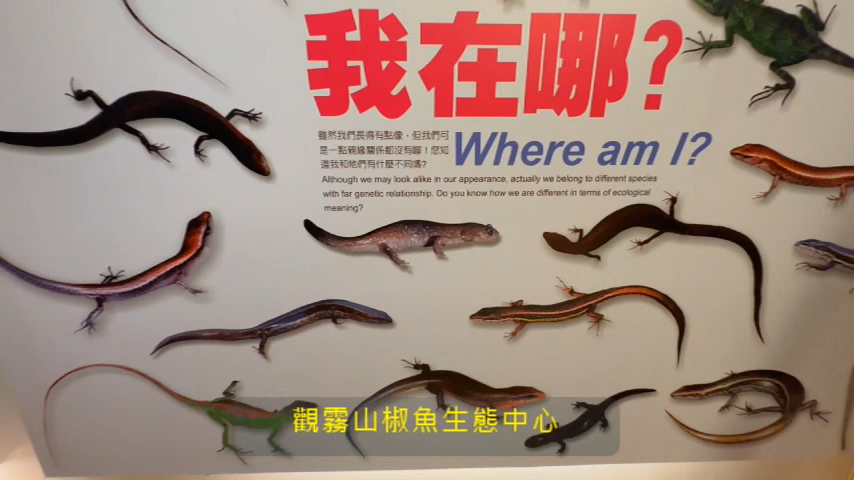 我在哪?
雖然我們長得有點像，但我們可
是一點親緣關係都沒有喔！您知
道我和牠們有什麼不同嗎?
Where am I?
Although we may look alike in our appearance, actually we belong to different species
with far genetic relationship. Do you know how we are different in terms of ecological
meaning?
觀霧山椒魚生態中心